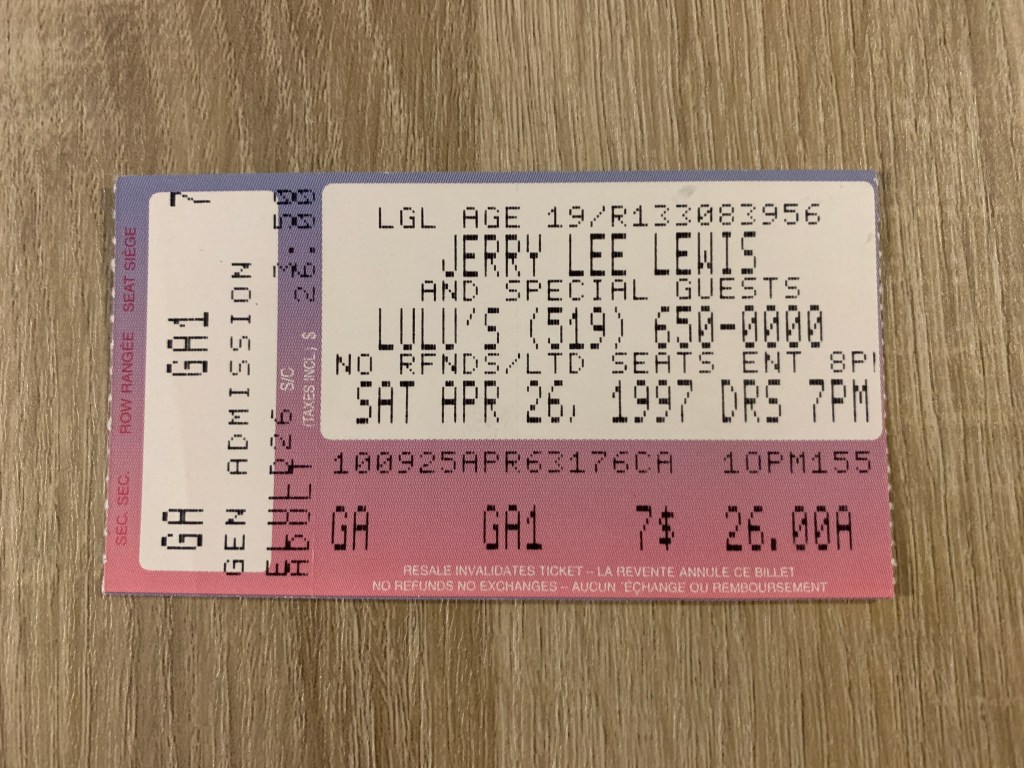 LGL AGE 19/R133083956
JERRY LEE LEWIS
AND SPECIAL GUESTS
LULU'S (519) 650-0000
NO RFNDS/LTD SEATS ENT 8P
SAT APR 26, 1997 DRS 7PM
100925APR63176CA 10PM155
GA GA1 7$ 26.00A
RESALE INVALIDATES TICKET – LA REVENTE ANNULE CE BILLET
NO REFUNDS NO EXCHANGES – AUCUN ÉCHANGE OU REMBOURSEMENT
SEC. SEC. ROW RANGÉE SEAT SIÈGE
GA GA1 7
GEN ADMISSION
S/C
(TAXES INCL.) $